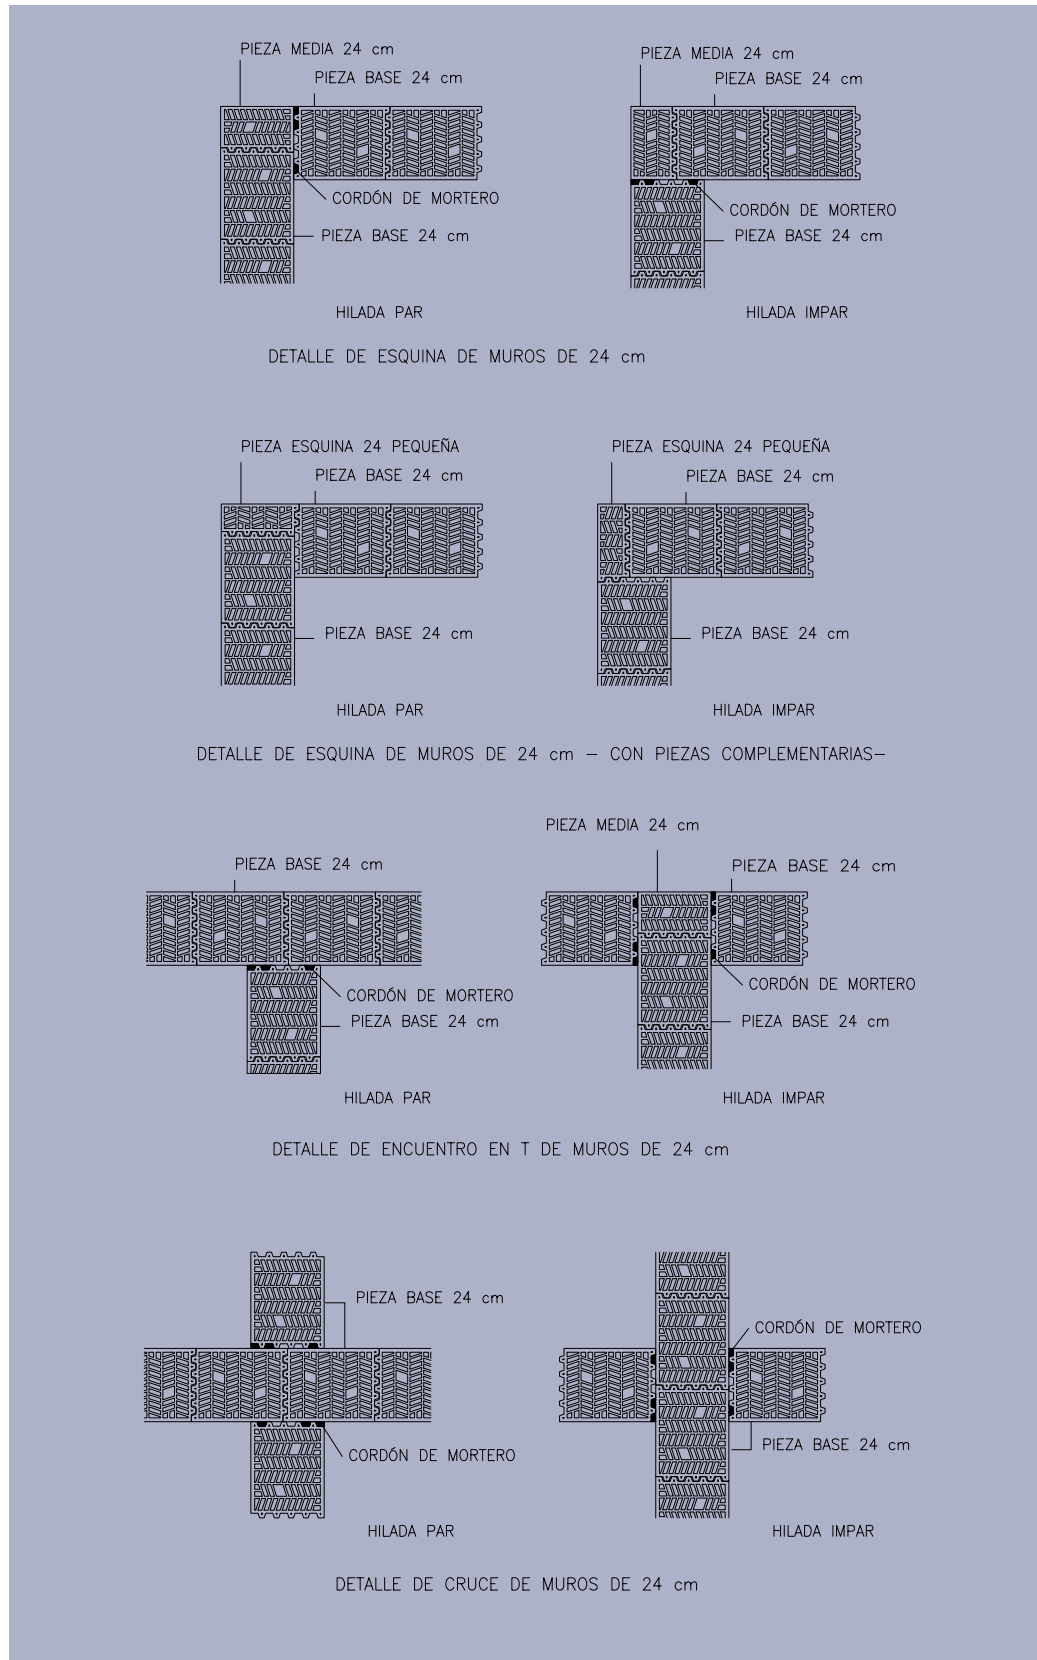 PIEZA MEDIA 24 cm
PIEZA BASE 24 cm
CORDÓN DE MORTERO
PIEZA BASE 24 cm
HILADA PAR
PIEZA MEDIA 24 cm
PIEZA BASE 24 cm
CORDÓN DE MORTERO
PIEZA BASE 24 cm
HILADA IMPAR
DETALLE DE ESQUINA DE MUROS DE 24 cm
PIEZA ESQUINA 24 PEQUEÑA
PIEZA BASE 24 cm
PIEZA BASE 24 cm
HILADA PAR
PIEZA ESQUINA 24 PEQUEÑA
PIEZA BASE 24 cm
PIEZA BASE 24 cm
HILADA IMPAR
DETALLE DE ESQUINA DE MUROS DE 24 cm – CON PIEZAS COMPLEMENTARIAS–
PIEZA BASE 24 cm
CORDÓN DE MORTERO
PIEZA BASE 24 cm
HILADA PAR
PIEZA MEDIA 24 cm
PIEZA BASE 24 cm
CORDÓN DE MORTERO
PIEZA BASE 24 cm
HILADA IMPAR
DETALLE DE ENCUENTRO EN T DE MUROS DE 24 cm
PIEZA BASE 24 cm
CORDÓN DE MORTERO
HILADA PAR
CORDÓN DE MORTERO
PIEZA BASE 24 cm
HILADA IMPAR
DETALLE DE CRUCE DE MUROS DE 24 cm